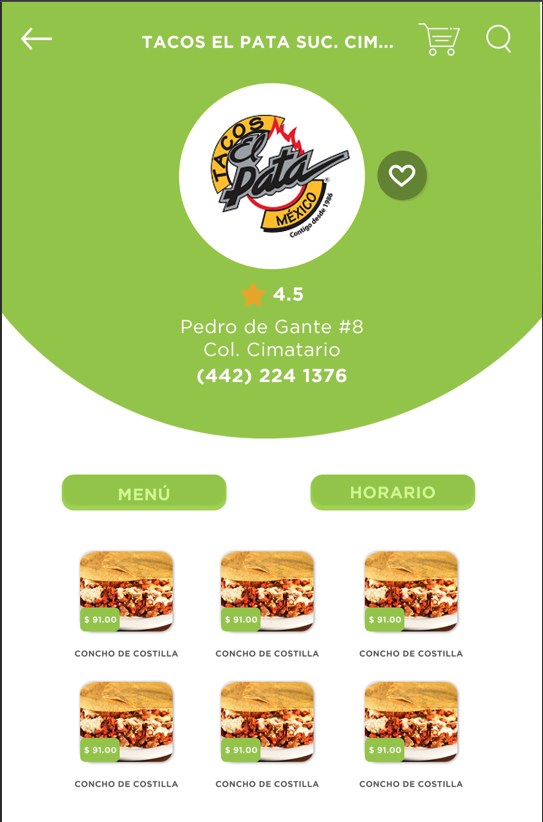 TACOS EL PATA SUC. CIM...
TACOS
El
Pata
®
MÉXICO
Contigo desde 1986
4.5
Pedro de Gante #8
Col. Cimatario
(442) 224 1376
MENÚ
HORARIO
$ 91.00
$ 91.00
$ 91.00
CONCHO DE COSTILLA
CONCHO DE COSTILLA
CONCHO DE COSTILLA
$ 91.00
$ 91.00
$ 91.00
CONCHO DE COSTILLA
CONCHO DE COSTILLA
CONCHO DE COSTILLA